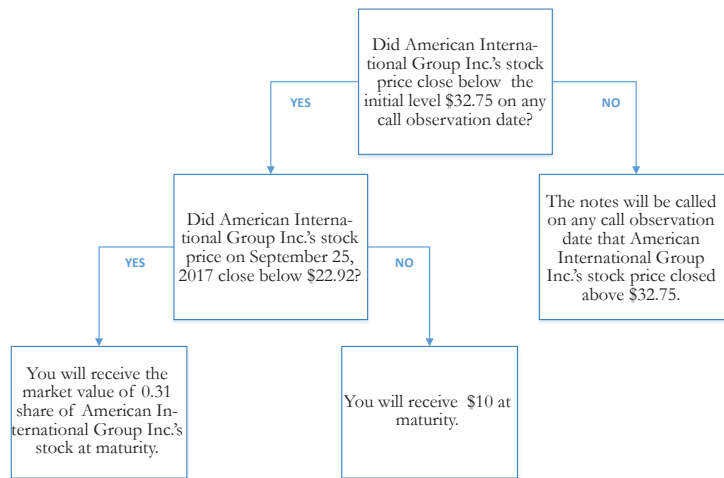 Did American Interna-
tional Group Inc.'s stock
price close below the
initial level $32.75 on any
call observation date?
YES
NO
Did American Interna-
tional Group Inc.'s stock
price on September 25,
2017 close below $22.92?
The notes will be called
on any call observation
date that American
International Group
Inc.'s stock price closed
above $32.75.
YES
NO
You will receive the
market value of 0.31
share of American In-
ternational Group Inc.'s
stock at maturity.
You will receive $10 at
maturity.